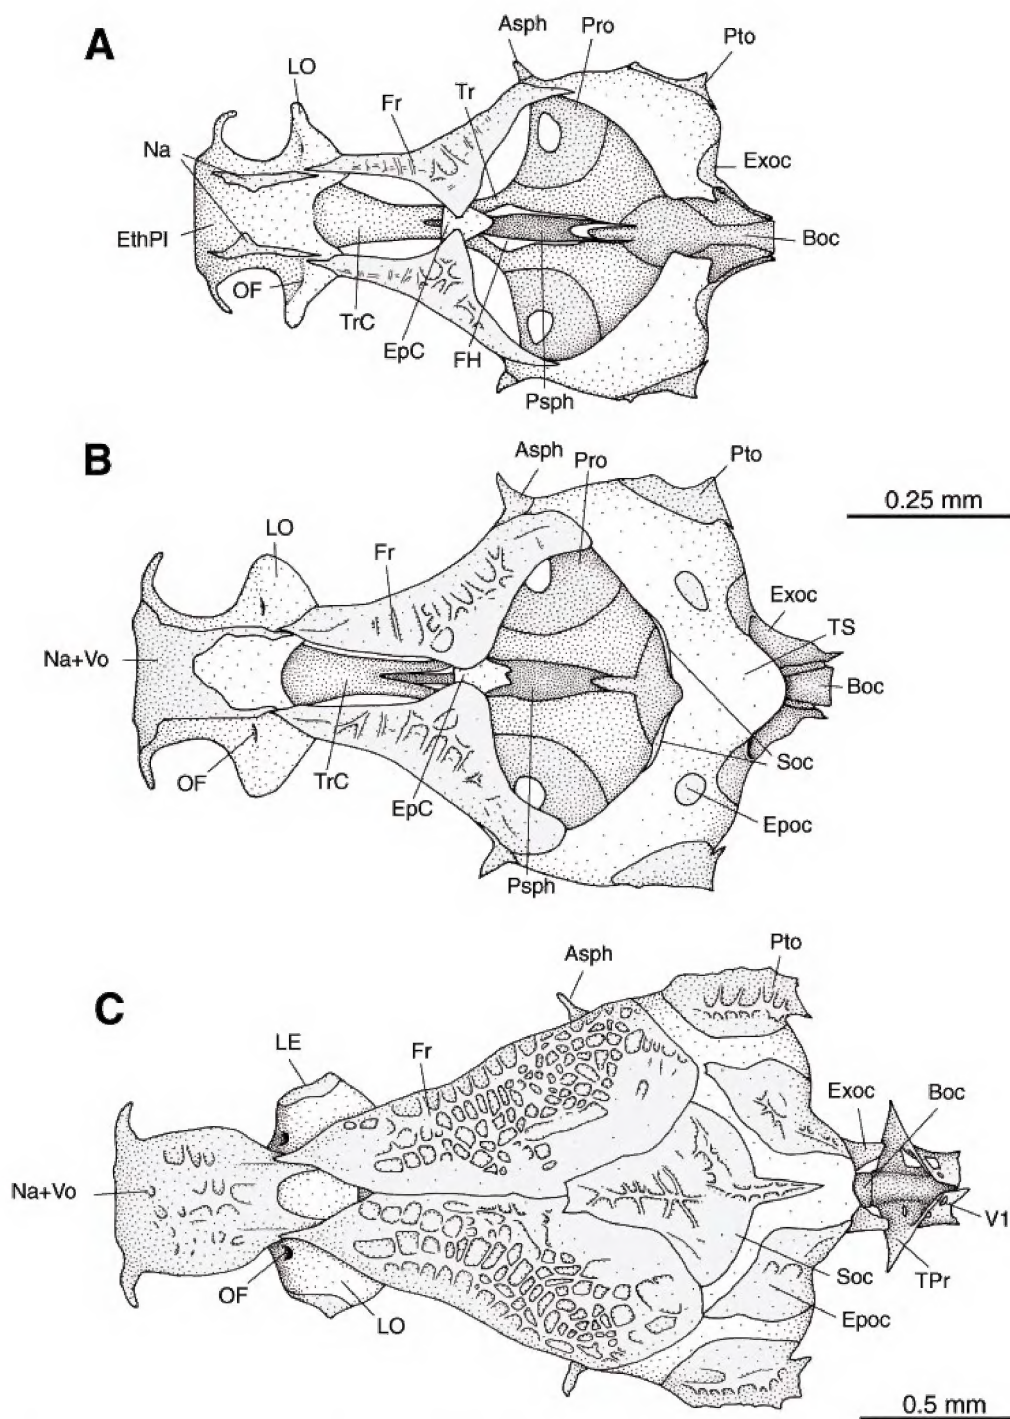 A
Asph
Pro
Pto
LO
Fr
Tr
Na
Exoc
EthPl
Boc
OF
TrC
EpC
FH
Psph
B
Asph
Pro
Pto
0.25 mm
LO
Fr
Exoc
TS
Na+Vo
Boc
OF
TrC
EpC
Soc
Epoc
Psph
C
Asph
Pto
LE
Fr
Exoc
Boc
Na+Vo
V1
OF
LO
Soc
TPr
Epoc
0.5 mm